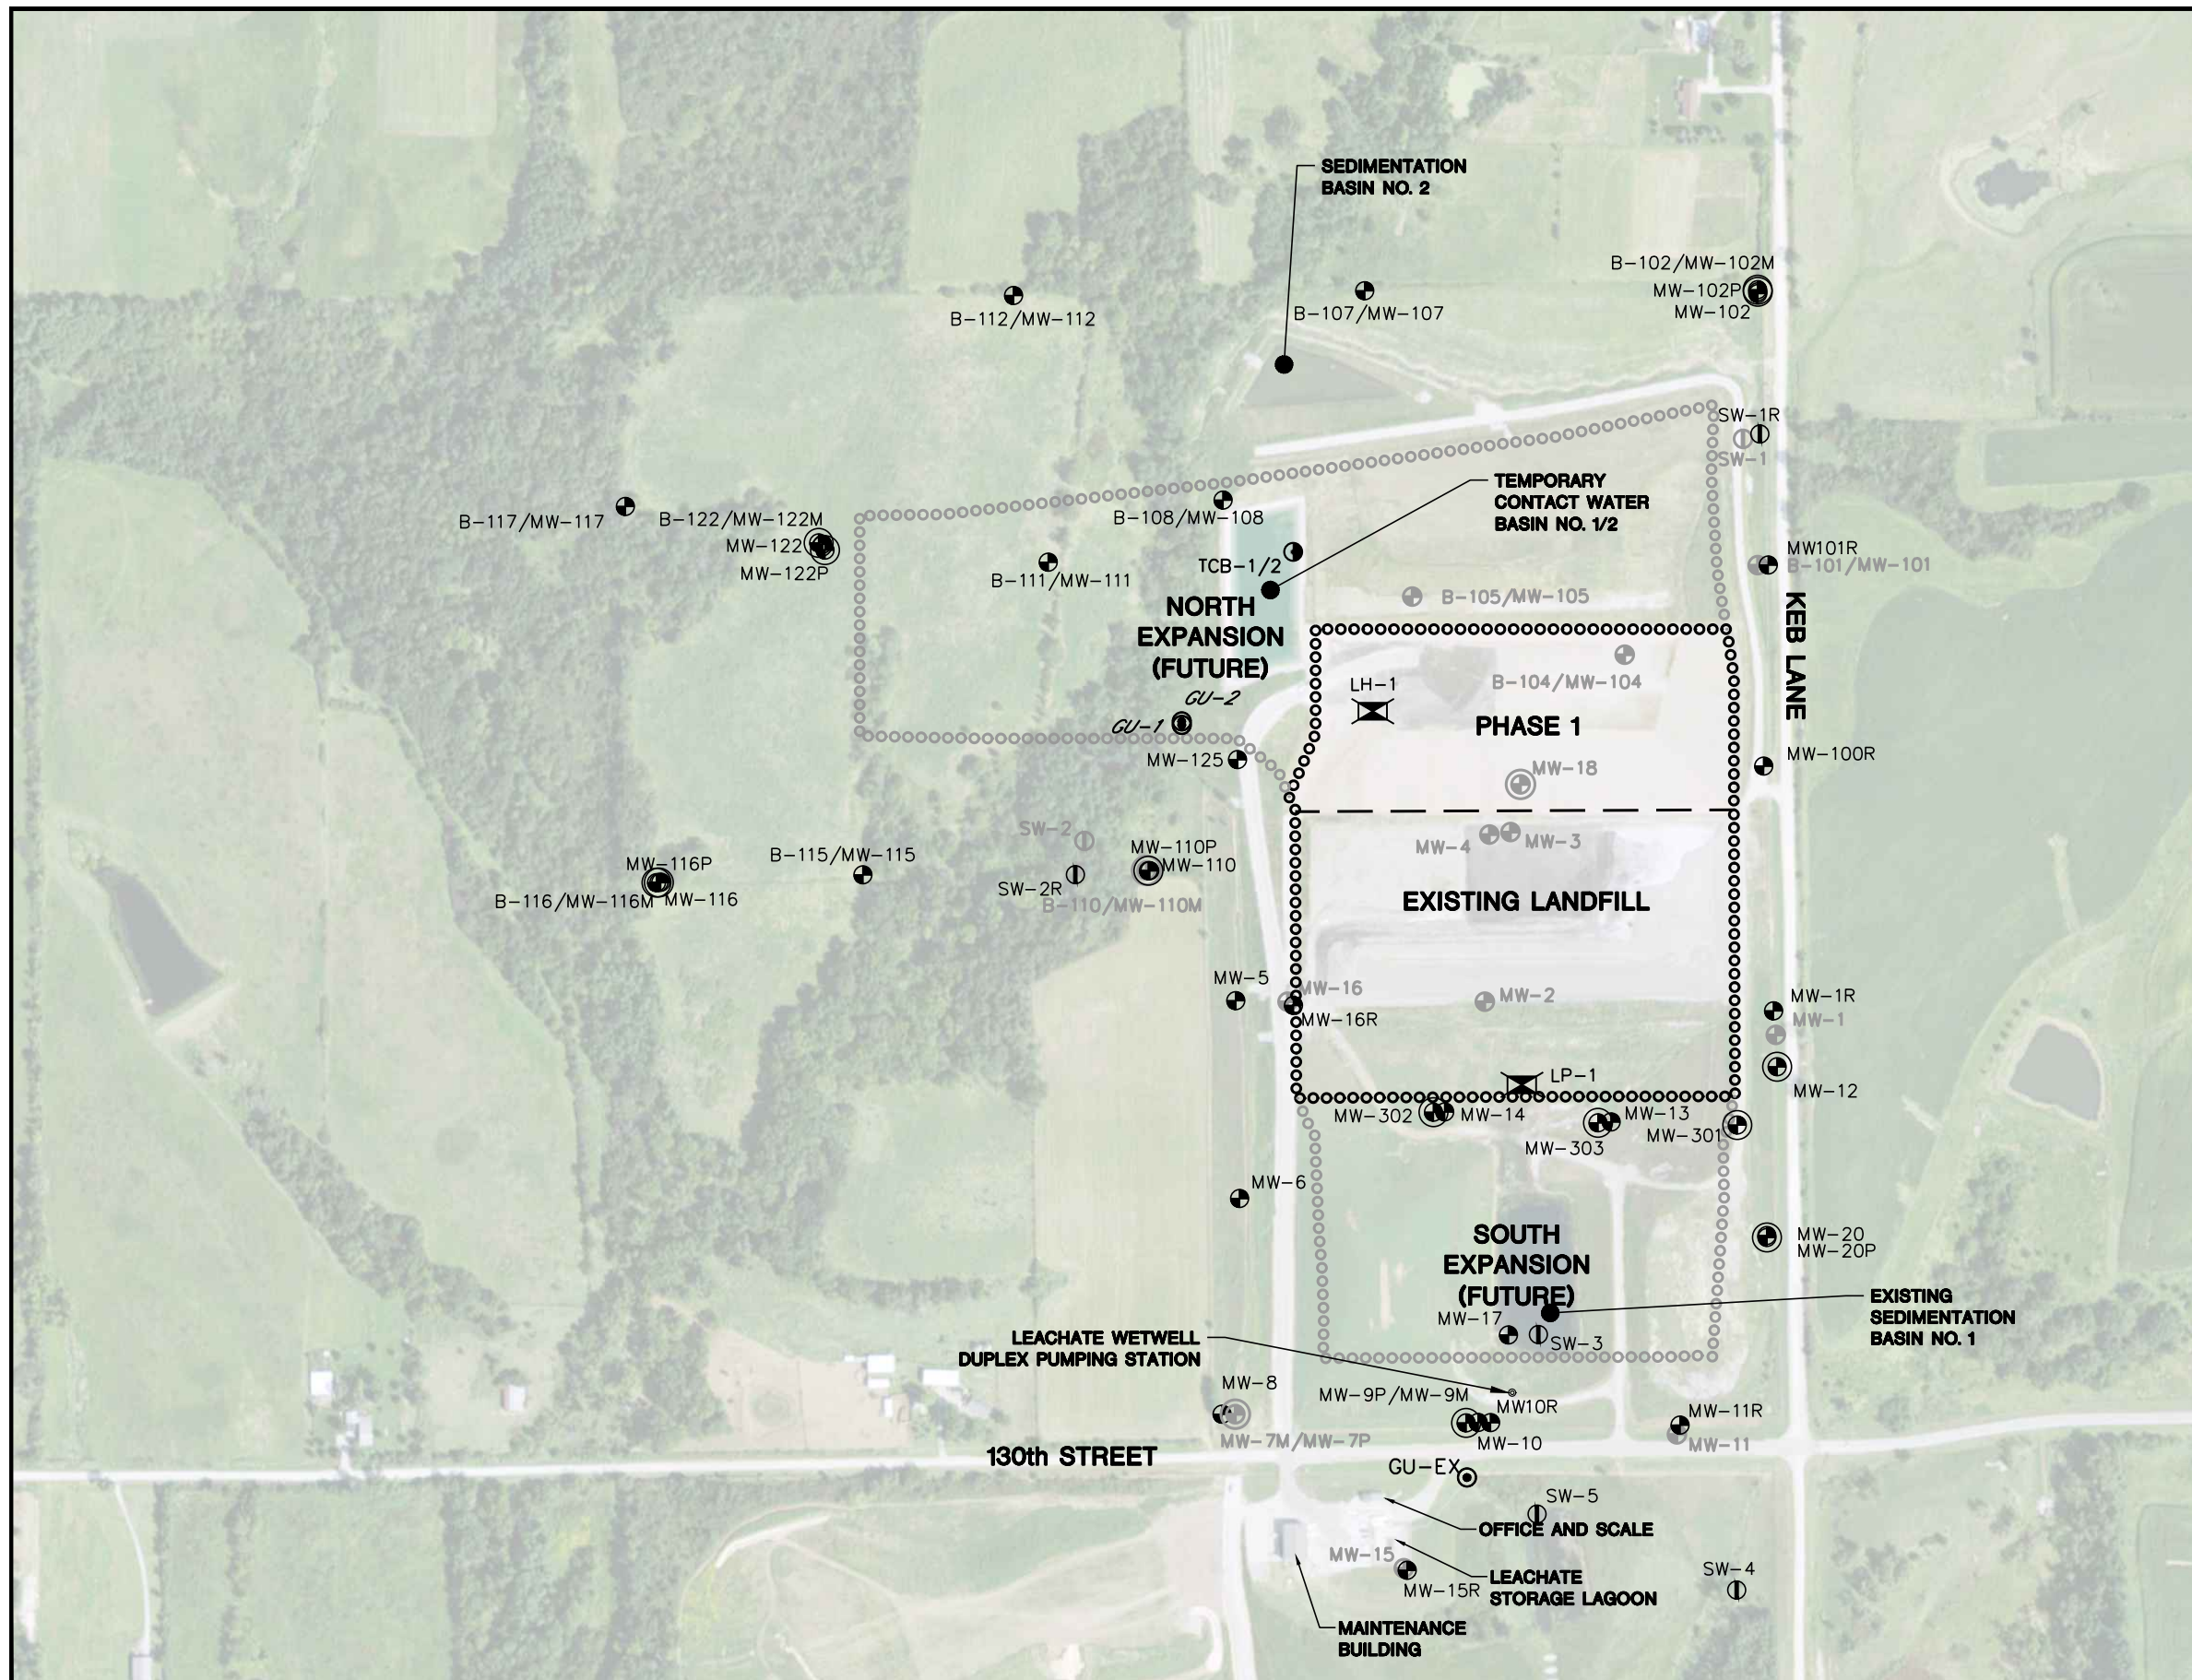 SEDIMENTATION
BASIN NO. 2
B-102/MW-102M
MW-102P
MW-102
B-112/MW-112
B-107/MW-107
SW-1R
SW-1
TEMPORARY
CONTACT WATER
BASIN NO. 1/2
B-117/MW-117
B-122/MW-122M
MW-122
MW-122P
B-108/MW-108
TCB-1/2
B-111/MW-111
MW101R
B-101/MW-101
B-105/MW-105
NORTH
EXPANSION
(FUTURE)
KEB LANE
GU-2
GU-1
LH-1
B-104/MW-104
PHASE 1
MW-125
MW-100R
MW-18
SW-2
MW-4
MW-3
MW-110P
MW-110
B-115/MW-115
MW-116P
B-116/MW-116M
MW-116
SW-2R
B-110/MW-110M
EXISTING LANDFILL
MW-5
MW-16
MW-16R
MW-2
MW-1R
MW-1
MW-12
LP-1
MW-302
MW-14
MW-13
MW-303
MW-301
MW-6
SOUTH
EXPANSION
(FUTURE)
MW-20
MW-20P
EXISTING
SEDIMENTATION
BASIN NO. 1
MW-17
SW-3
LEACHATE WETWELL
DUPLEX PUMPING STATION
MW-8
MW-7M/MW-7P
MW-9P/MW-9M
MW10R
MW-10
MW-11R
MW-11
130th STREET
GU-EX
SW-5
OFFICE AND SCALE
MW-15
MW-15R
LEACHATE
STORAGE LAGOON
SW-4
MAINTENANCE
BUILDING